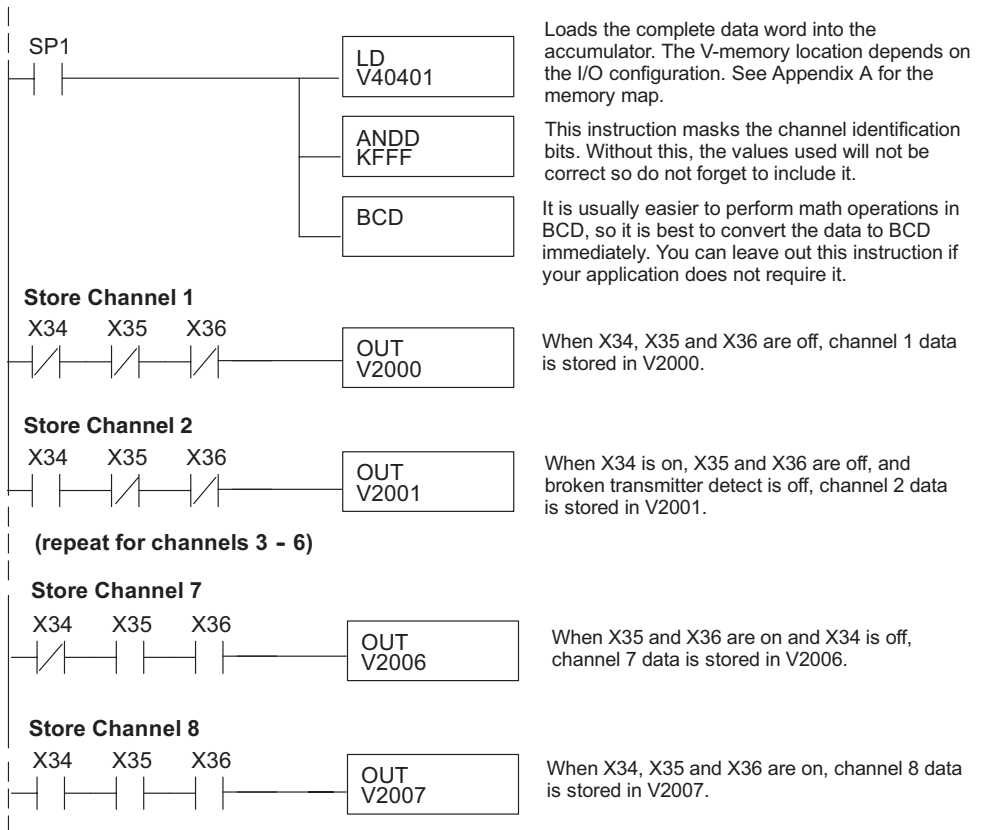 SP1
LD
V40401
Loads the complete data word into the
accumulator. The V-memory location depends on
the I/O configuration. See Appendix A for the
memory map.
ANDD
KFFF
This instruction masks the channel identification
bits. Without this, the values used will not be
correct so do not forget to include it.
BCD
It is usually easier to perform math operations in
BCD, so it is best to convert the data to BCD
immediately. You can leave out this instruction if
your application does not require it.
Store Channel 1
X34 X35 X36
OUT
V2000
When X34, X35 and X36 are off, channel 1 data
is stored in V2000.
Store Channel 2
X34 X35 X36
OUT
V2001
When X34 is on, X35 and X36 are off, and
broken transmitter detect is off, channel 2 data
is stored in V2001.
(repeat for channels 3 - 6)
Store Channel 7
X34 X35 X36
OUT
V2006
When X35 and X36 are on and X34 is off,
channel 7 data is stored in V2006.
Store Channel 8
X34 X35 X36
OUT
V2007
When X34, X35 and X36 are on, channel 8 data
is stored in V2007.